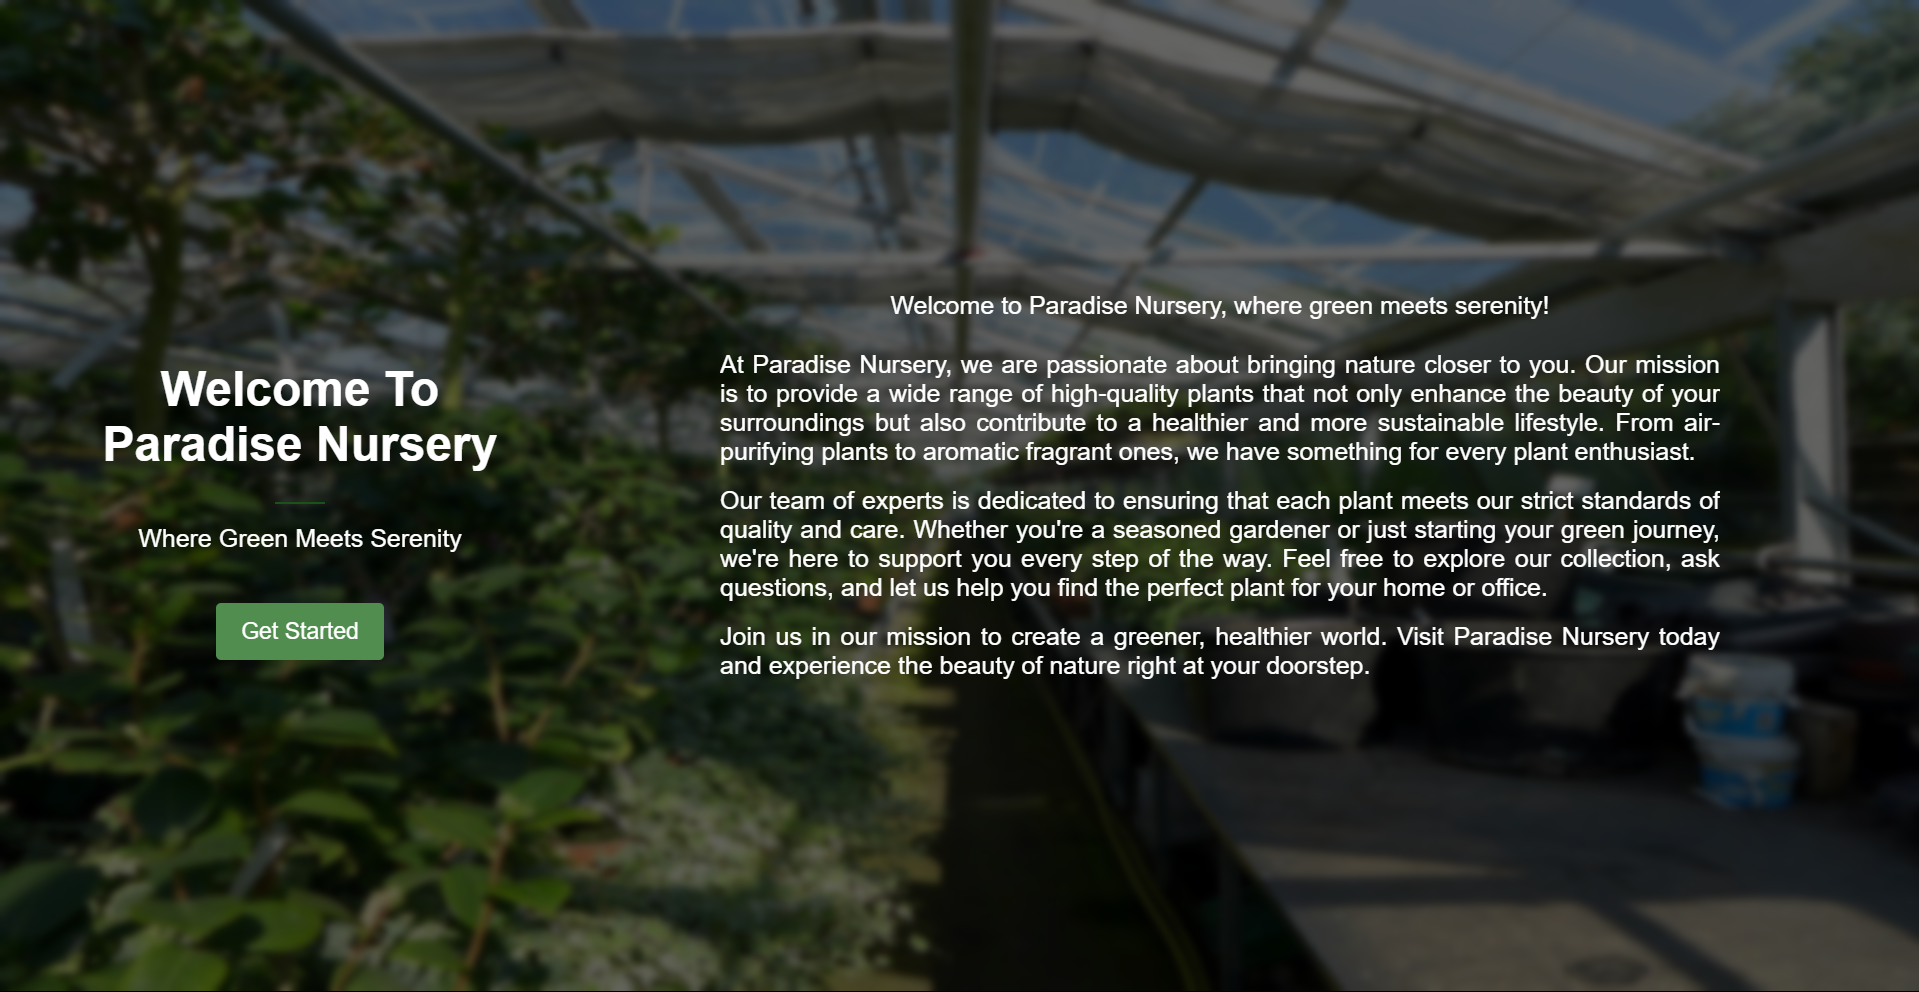 Welcome To
Paradise Nursery
Where Green Meets Serenity
Get Started
Welcome to Paradise Nursery, where green meets serenity!
At Paradise Nursery, we are passionate about bringing nature closer to you. Our mission
is to provide a wide range of high-quality plants that not only enhance the beauty of your
surroundings but also contribute to a healthier and more sustainable lifestyle. From air-
purifying plants to aromatic fragrant ones, we have something for every plant enthusiast.
Our team of experts is dedicated to ensuring that each plant meets our strict standards of
quality and care. Whether you're a seasoned gardener or just starting your green journey,
we're here to support you every step of the way. Feel free to explore our collection, ask
questions, and let us help you find the perfect plant for your home or office.
Join us in our mission to create a greener, healthier world. Visit Paradise Nursery today
and experience the beauty of nature right at your doorstep.